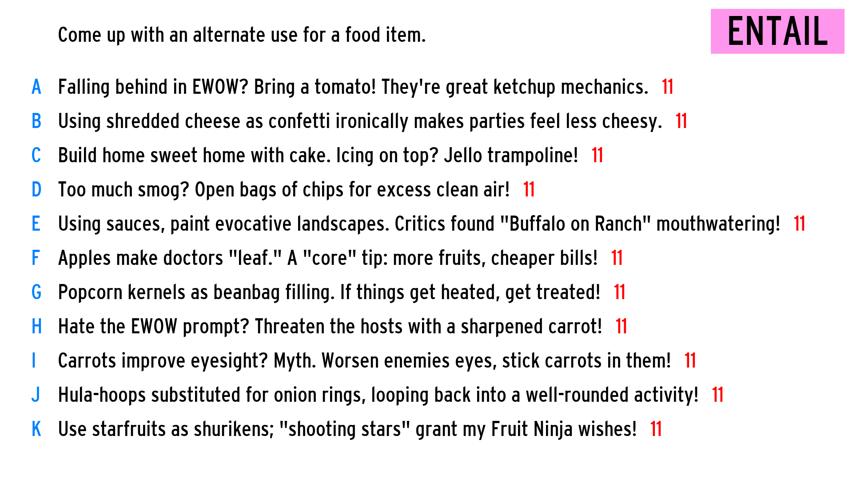 Come up with an alternate use for a food item.
ENTAIL
A Falling behind in EWOW? Bring a tomato! They're great ketchup mechanics. 11
B Using shredded cheese as confetti ironically makes parties feel less cheesy. 11
C Build home sweet home with cake. Icing on top? Jello trampoline! 11
D Too much smog? Open bags of chips for excess clean air! 11
E Using sauces, paint evocative landscapes. Critics found "Buffalo on Ranch" mouthwatering! 11
F Apples make doctors "leaf." A "core" tip: more fruits, cheaper bills! 11
G Popcorn kernels as beanbag filling. If things get heated, get treated! 11
H Hate the EWOW prompt? Threaten the hosts with a sharpened carrot! 11
I Carrots improve eyesight? Myth. Worsen enemies eyes, stick carrots in them! 11
J Hula-hoops substituted for onion rings, looping back into a well-rounded activity! 11
K Use starfruits as shurikens; "shooting stars" grant my Fruit Ninja wishes! 11